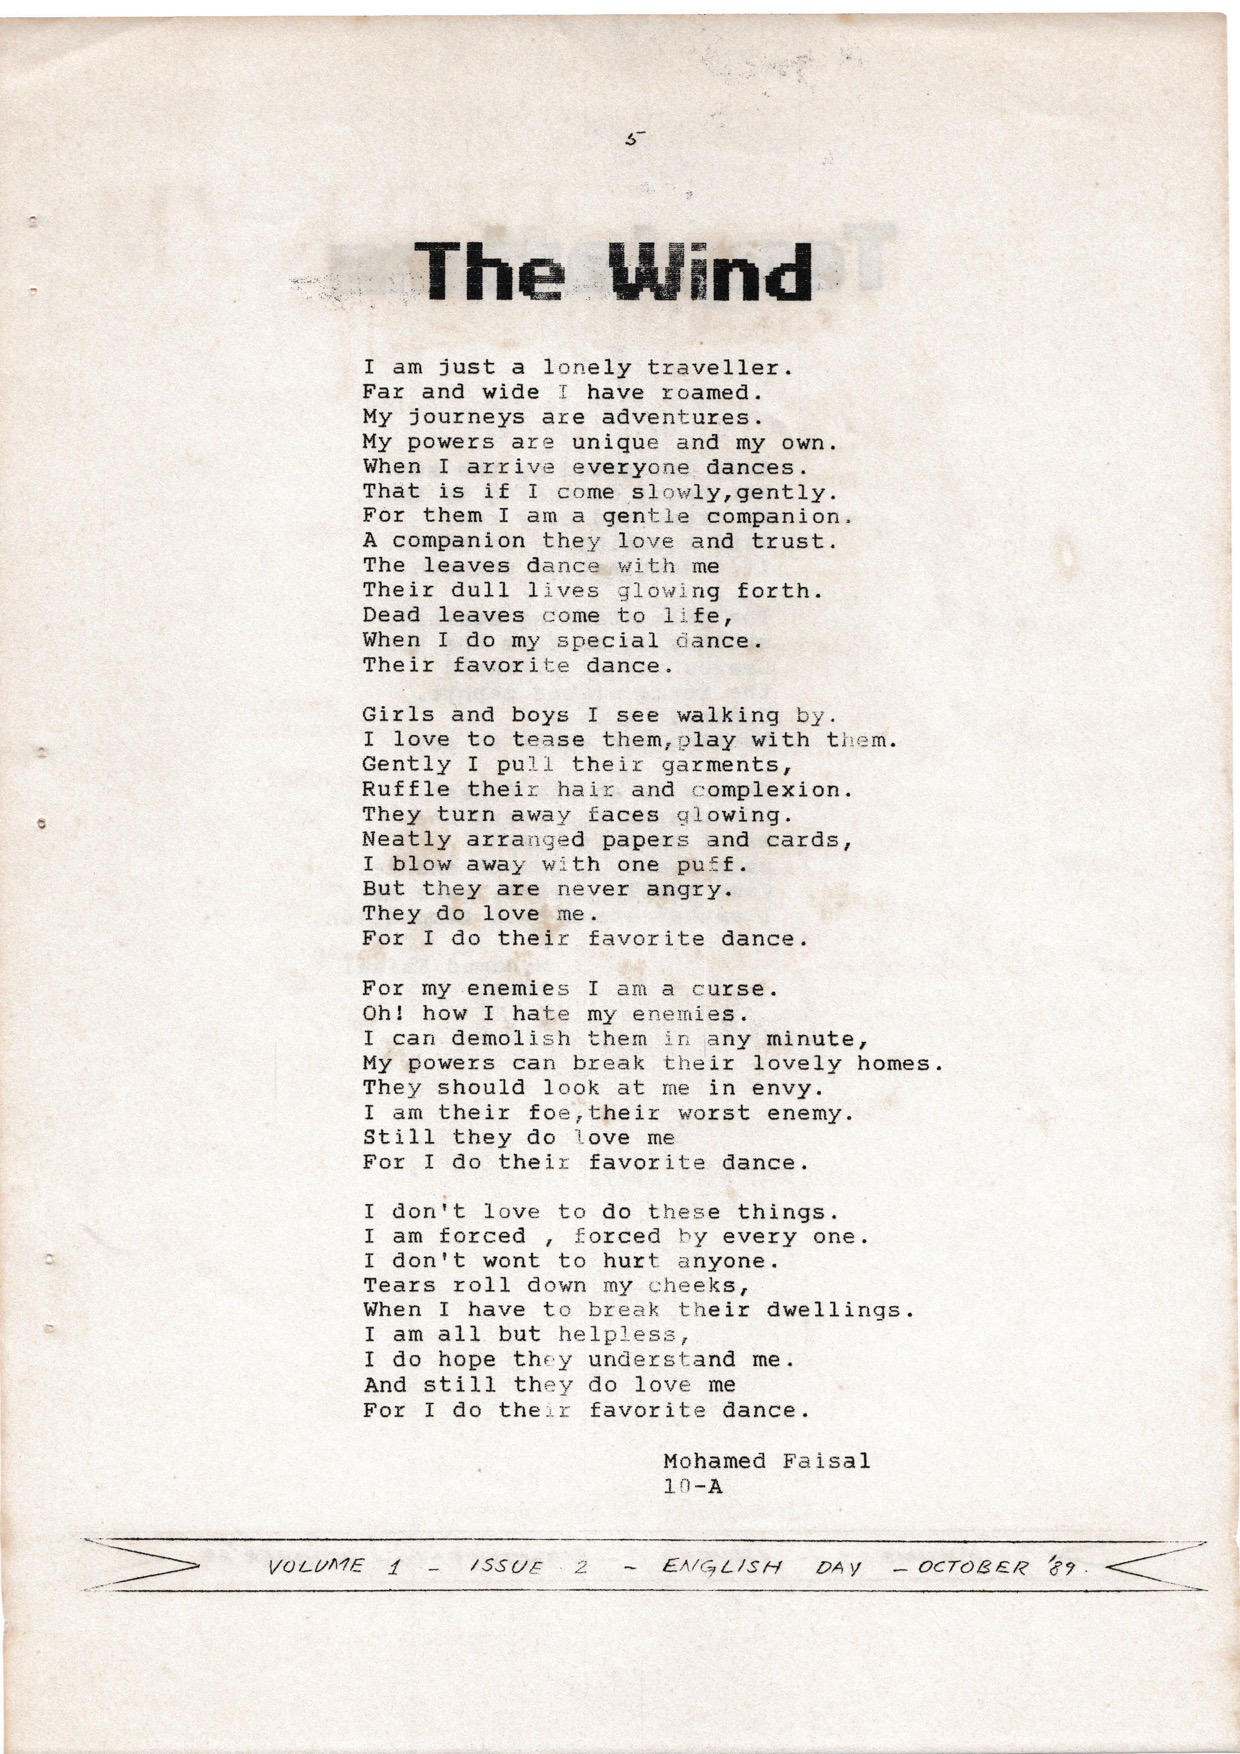 5
The Wind
I am just a lonely traveller.
Far and wide I have roamed.
My journeys are adventures.
My powers are unique and my own.
When I arrive everyone dances.
That is if I come slowly,gently.
For them I am a gentle companion.
A companion they love and trust.
The leaves dance with me
Their dull lives glowing forth.
Dead leaves come to life,
When I do my special dance.
Their favorite dance.
Girls and boys I see walking by.
I love to tease them,play with them.
Gently I pull their garments,
Ruffle their hair and complexion.
They turn away faces glowing.
Neatly arranged papers and cards,
I blow away with one puff.
But they are never angry.
They do love me.
For I do their favorite dance.
For my enemies I am a curse.
Oh! how I hate my enemies.
I can demolish them in any minute,
My powers can break their lovely homes.
They should look at me in envy.
I am their foe,their worst enemy.
Still they do love me
For I do their favorite dance.
I don't love to do these things.
I am forced , forced by every one.
I don't wont to hurt anyone.
Tears roll down my cheeks,
When I have to break their dwellings.
I am all but helpless,
I do hope they understand me.
And still they do love me
For I do their favorite dance.
Mohamed Faisal
10-A
VOLUME 1 - ISSUE 2 - ENGLISH DAY - OCTOBER '89.